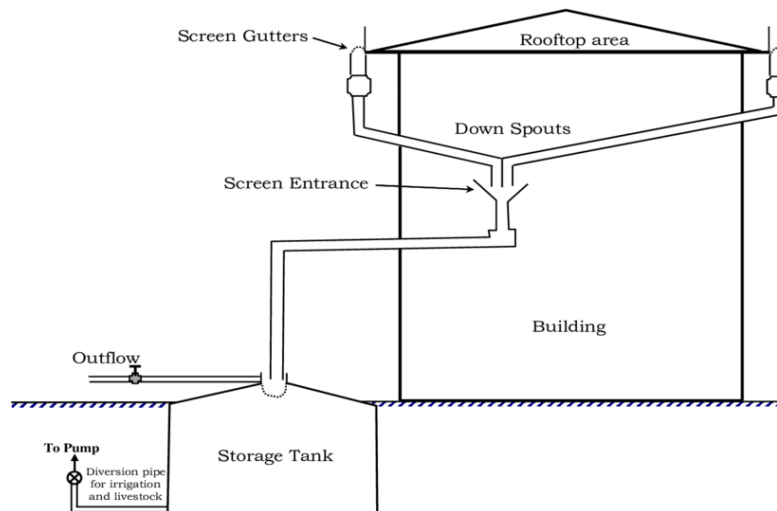 Screen Gutters
Rooftop area
Down Spouts
Screen Entrance
Building
Outflow
To Pump
Diversion pipe
for irrigation
and livestock
Storage Tank